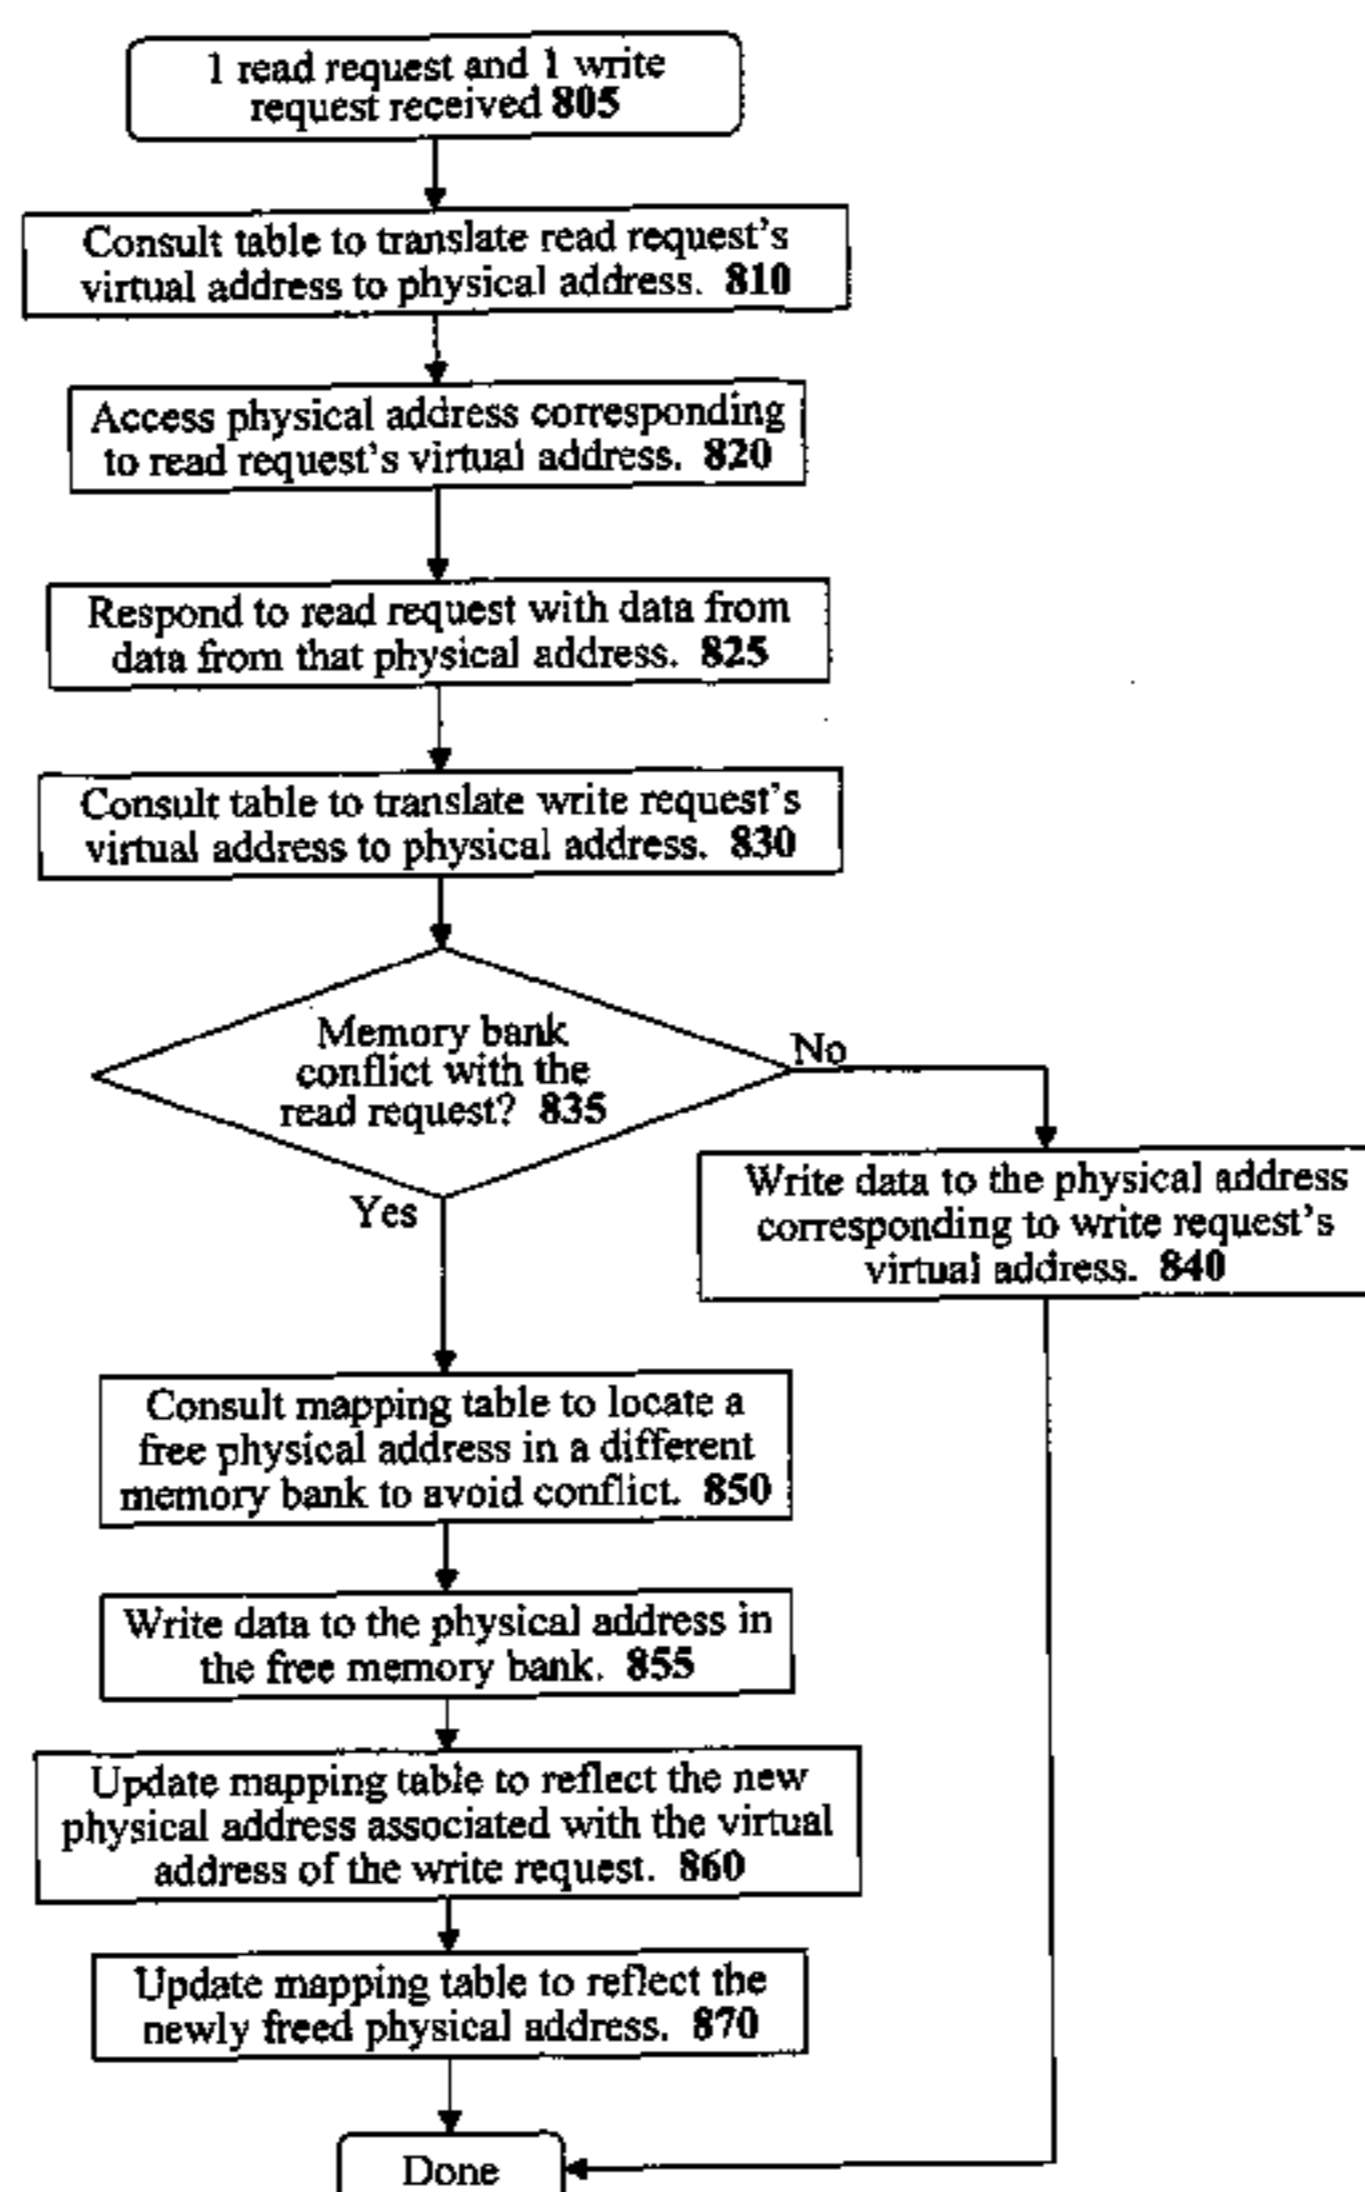 1 read request and 1 write
request received 805
Consult table to translate read request's
virtual address to physical address. 810
Access physical address corresponding
to read request's virtual address. 820
Respond to read request with data from
data from that physical address. 825
Consult table to translate write request's
virtual address to physical address. 830
Memory bank
conflict with the
read request? 835
No
Yes
Write data to the physical address
corresponding to write request's
virtual address. 840
Consult mapping table to locate a
free physical address in a different
memory bank to avoid conflict. 850
Write data to the physical address in
the free memory bank. 855
Update mapping table to reflect the new
physical address associated with the virtual
address of the write request. 860
Update mapping table to reflect the
newly freed physical address. 870
Done